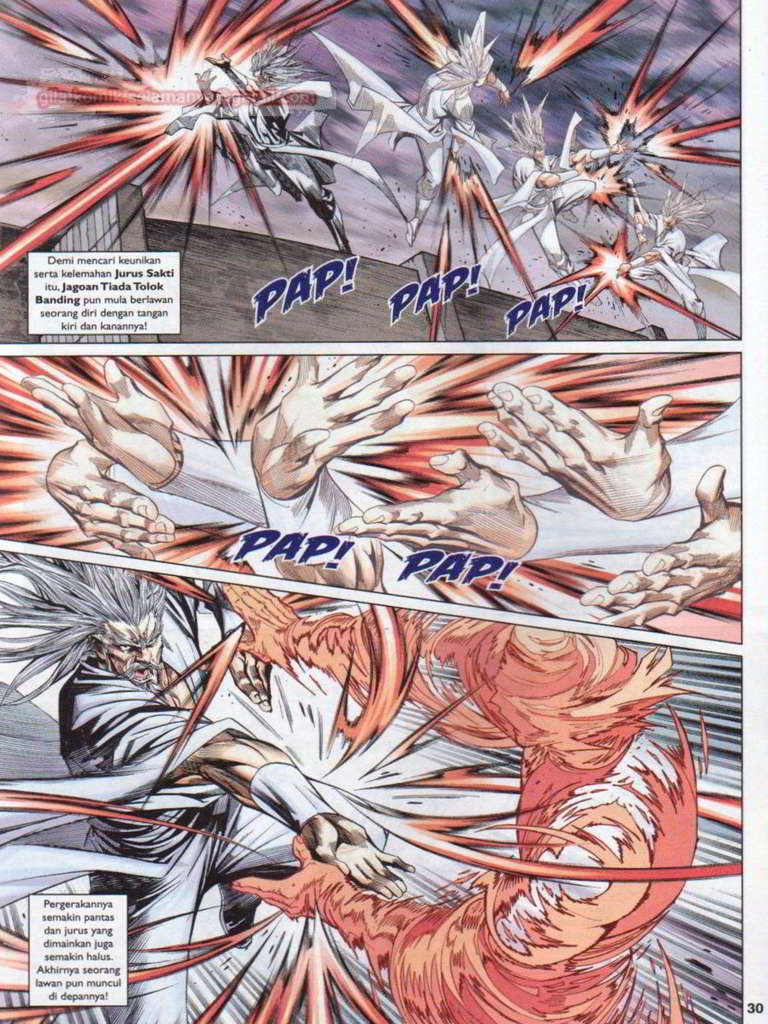 Demi mencari keunikan
serta kelemahan Jurus Sakti
itu, Jagoan Tiada Tolok
Banding pun mula berlawan
seorang diri dengan tangan
kiri dan kanannya!
PAP!
PAP!
PAP!
PAP!
PAP!
Pergerakannya
semakin pantas
dan jurus yang
dimainkan juga
semakin halus.
Akhirnya seorang
lawan pun muncul
di depannya!
30